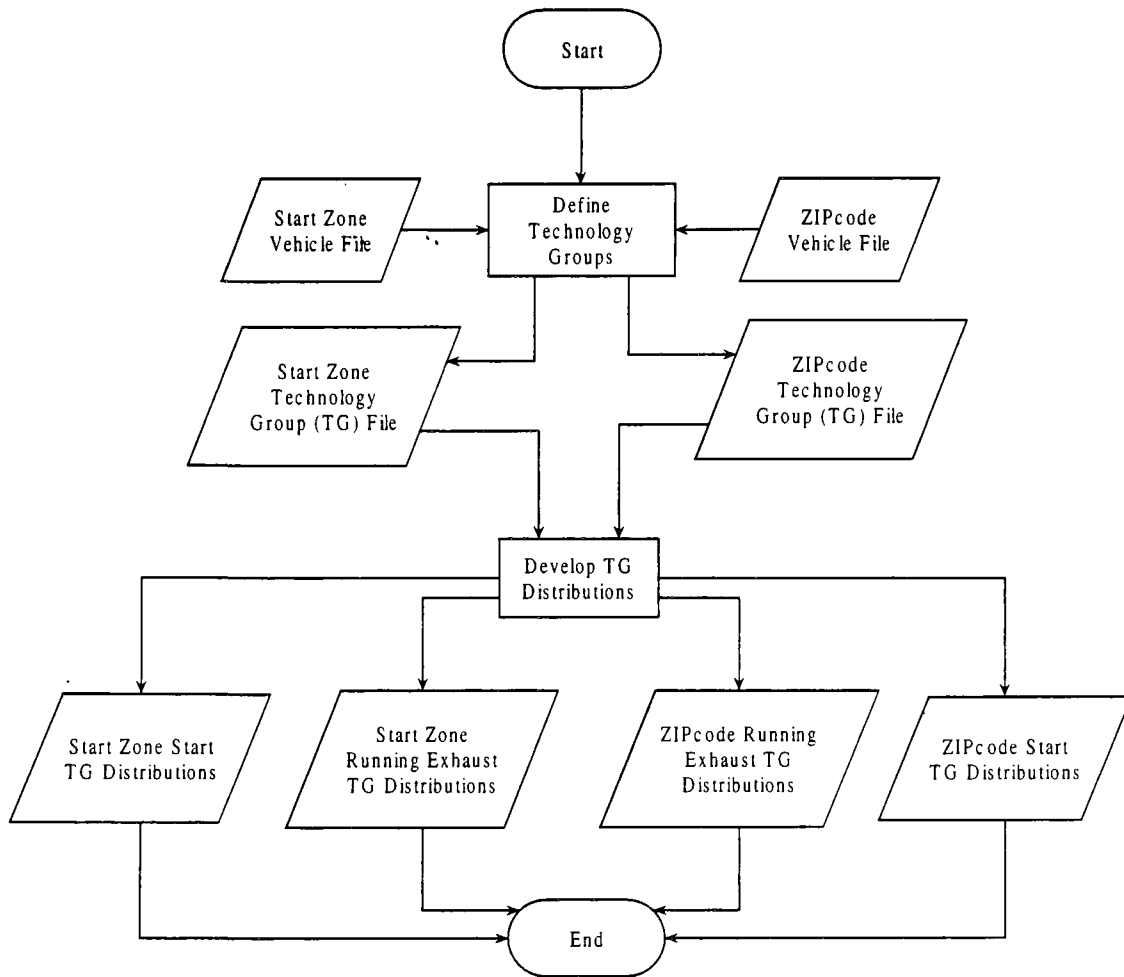 Start
Start Zone
Vehicle File
Define
Technology
Groups
ZIPcode
Vehicle File
Start Zone
Technology
Group (TG) File
ZIPcode
Technology
Group (TG) File
Develop TG
Distributions
Start Zone Start
TG Distributions
Start Zone
Running Exhaust
TG Distributions
ZIPcode Running
Exhaust TG
Distributions
ZIPcode Start
TG Distributions
End